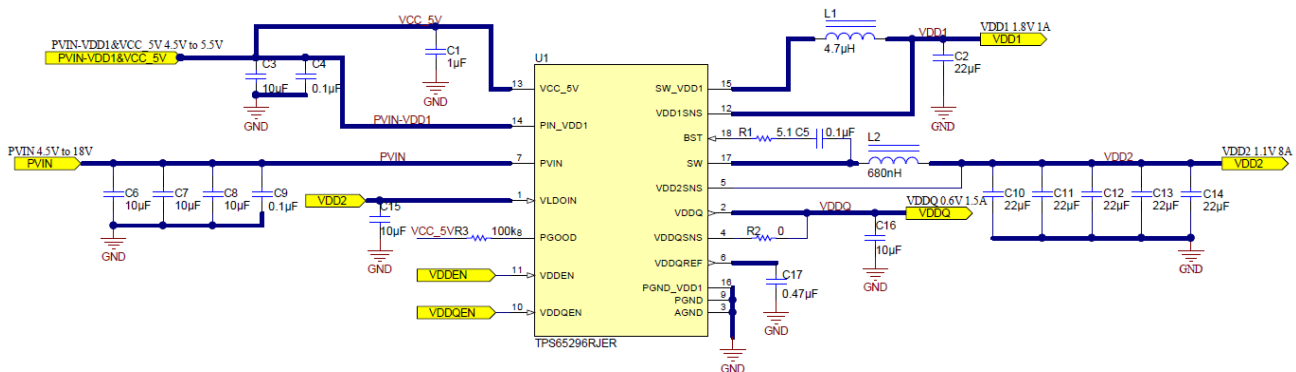 VCC_5V
L1
4.7µH
VDD1
VDD1 1.8V 1A
VDD1
PVIN-VDD1&VCC_5V 4.5V to 5.5V
PVIN-VDD1&VCC_5V
C1
1µF
GND
C2
22µF
GND
C3
10µF
C4
0.1µF
GND
PVIN-VDD1
U1
13 VCC_5V
14 PIN_VDD1
7 PVIN
1 VLDOIN
8 PGOOD
11 VDDEN
10 VDDQEN
SW_VDD1 15
VDD1SNS 12
BST 18
SW 17
VDD2SNS 5
VDDQ 2
VDDQSNS 4
VDDQREF 6
PGND_VDD1 16
PGND 9
AGND 3
TPS65296RJER
R1 5.1 C5 0.1µF
L2
680nH
VDD2
VDD2 1.1V 8A
VDD2
PVIN 4.5V to 18V
PVIN
PVIN
C6
10µF
C7
10µF
C8
10µF
C9
0.1µF
GND
VDD2
C15
10µF
GND
VCC_5V R3 100k
VDDEN
VDDQEN
VDDQ
VDDQ 0.6V 1.5A
VDDQ
R2 0
C16
10µF
GND
C17
0.47µF
GND
GND
C10
22µF
C11
22µF
C12
22µF
C13
22µF
C14
22µF
GND